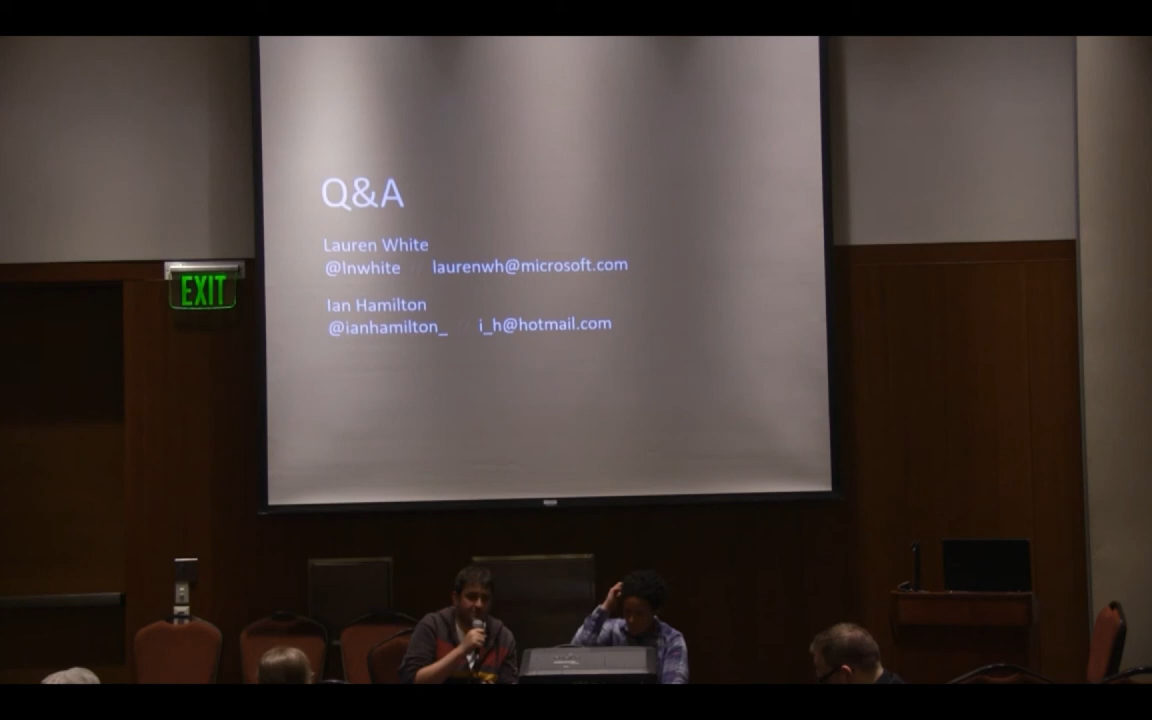 Q&A
Lauren White
@lnwhite // laurenwh@microsoft.com
Ian Hamilton
@ianhamilton_ // i_h@hotmail.com
EXIT